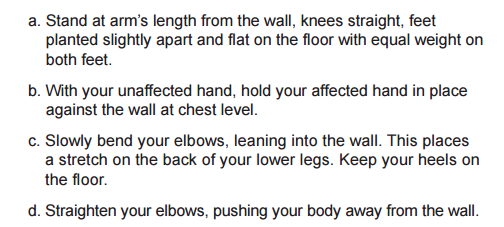 a. Stand at arm's length from the wall, knees straight, feet
planted slightly apart and flat on the floor with equal weight on
both feet.
b. With your unaffected hand, hold your affected hand in place
against the wall at chest level.
c. Slowly bend your elbows, leaning into the wall. This places
a stretch on the back of your lower legs. Keep your heels on
the floor.
d. Straighten your elbows, pushing your body away from the wall.